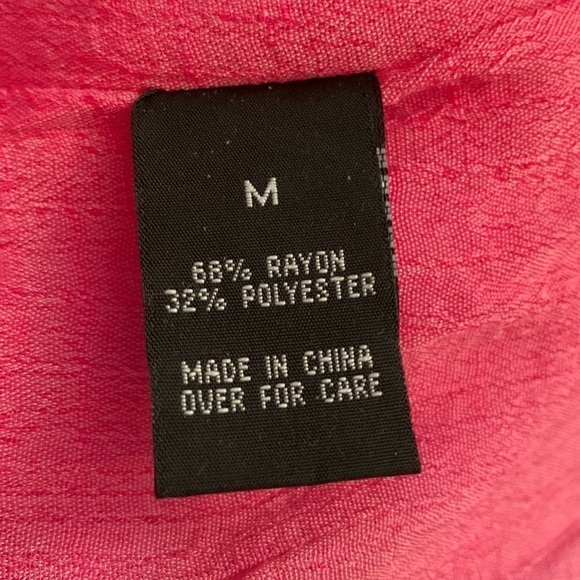 M
68% RAYON
32% POLYESTER
MADE IN CHINA
OVER FOR CARE